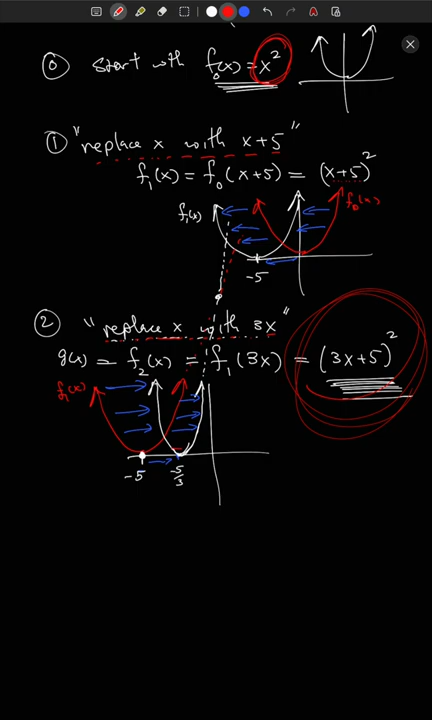 ⓪ start with f₀(x) = x²
① "replace x with x+5"
f₁(x) = f₀(x+5) = (x+5)²
f₁(x)
f₀(x)
-5
② "replace x with 3x"
g(x) = f₂(x) = f₁(3x) = (3x+5)²
f₁(x)
-5
-5/3